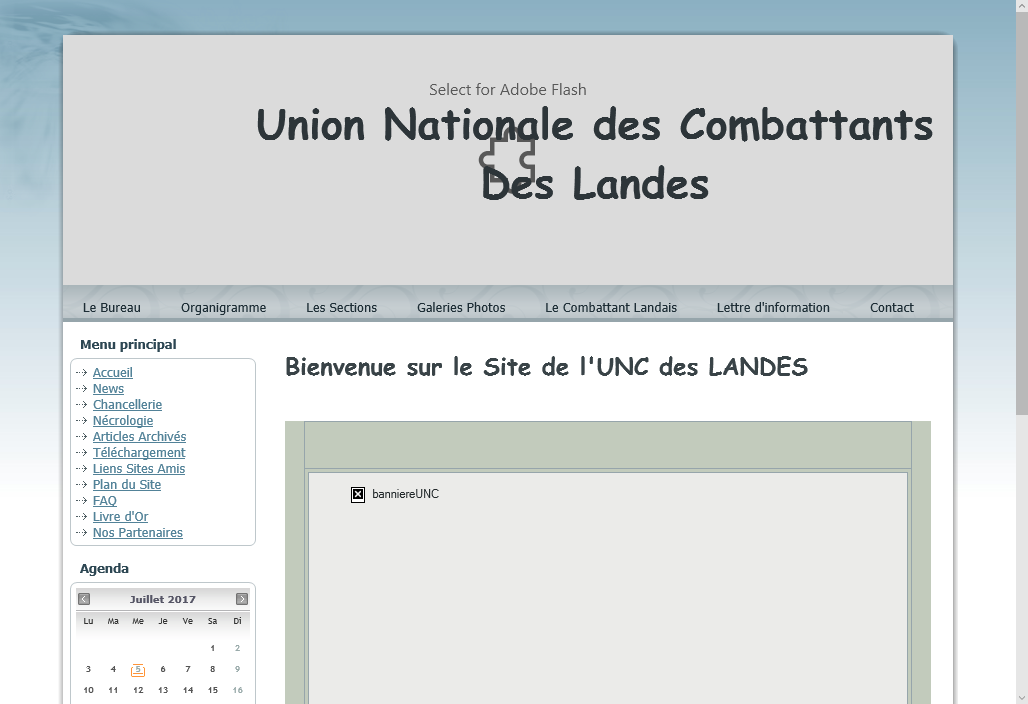 Select for Adobe Flash
Union Nationale des Combattants
Des Landes
Le Bureau Organigramme Les Sections Galeries Photos Le Combattant Landais Lettre d'information Contact
Menu principal
Accueil
News
Chancellerie
Nécrologie
Articles Archivés
Téléchargement
Liens Sites Amis
Plan du Site
FAQ
Livre d'Or
Nos Partenaires
Bienvenue sur le Site de l'UNC des LANDES
banniereUNC
Agenda
Juillet 2017
Lu Ma Me Je Ve Sa Di
1 2
3 4 5 6 7 8 9
10 11 12 13 14 15 16